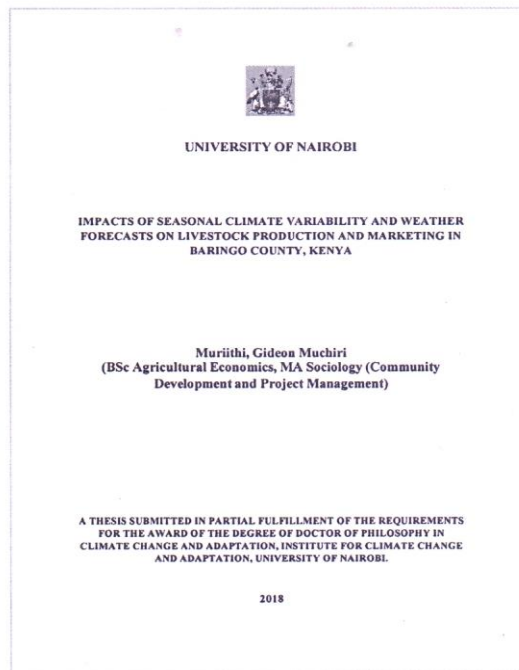 UNIVERSITY OF NAIROBI
IMPACTS OF SEASONAL CLIMATE VARIABILITY AND WEATHER
FORECASTS ON LIVESTOCK PRODUCTION AND MARKETING IN
BARINGO COUNTY, KENYA
Muriithi, Gideon Muchiri
(BSc Agricultural Economics, MA Sociology (Community
Development and Project Management)
A THESIS SUBMITTED IN PARTIAL FULFILLMENT OF THE REQUIREMENTS
FOR THE AWARD OF THE DEGREE OF DOCTOR OF PHILOSOPHY IN
CLIMATE CHANGE AND ADAPTATION, INSTITUTE FOR CLIMATE CHANGE
AND ADAPTATION, UNIVERSITY OF NAIROBI.
2018